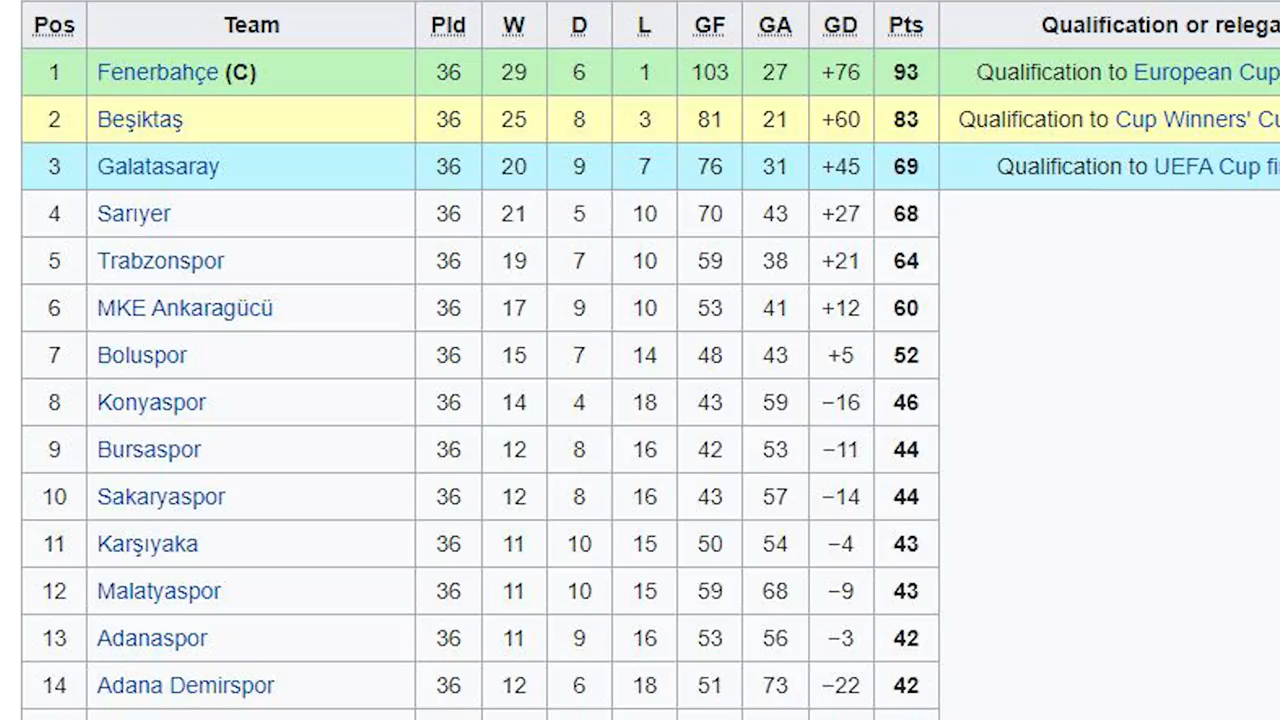 Pos Team Pld W D L GF GA GD Pts Qualification or relega
1 Fenerbahçe (C) 36 29 6 1 103 27 +76 93 Qualification to European Cup
2 Beşiktaş 36 25 8 3 81 21 +60 83 Qualification to Cup Winners' Cu
3 Galatasaray 36 20 9 7 76 31 +45 69 Qualification to UEFA Cup fi
4 Sarıyer 36 21 5 10 70 43 +27 68
5 Trabzonspor 36 19 7 10 59 38 +21 64
6 MKE Ankaragücü 36 17 9 10 53 41 +12 60
7 Boluspor 36 15 7 14 48 43 +5 52
8 Konyaspor 36 14 4 18 43 59 −16 46
9 Bursaspor 36 12 8 16 42 53 −11 44
10 Sakaryaspor 36 12 8 16 43 57 −14 44
11 Karşıyaka 36 11 10 15 50 54 −4 43
12 Malatyaspor 36 11 10 15 59 68 −9 43
13 Adanaspor 36 11 9 16 53 56 −3 42
14 Adana Demirspor 36 12 6 18 51 73 −22 42